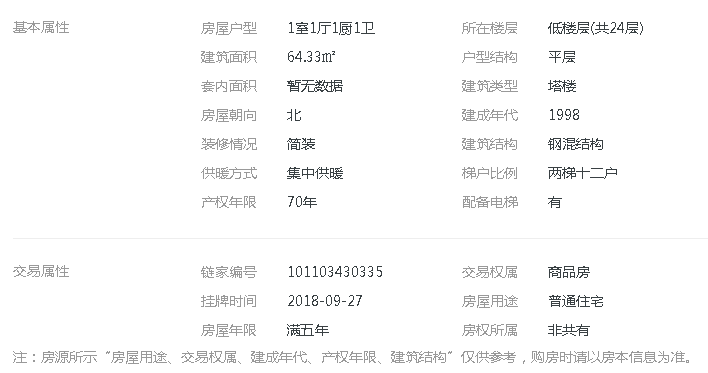 基本属性 房屋户型 1室1厅1厨1卫 所在楼层 低楼层(共24层)
建筑面积 64.33㎡ 户型结构 平层
套内面积 暂无数据 建筑类型 塔楼
房屋朝向 北 建成年代 1998
装修情况 简装 建筑结构 钢混结构
供暖方式 集中供暖 梯户比例 两梯十二户
产权年限 70年 配备电梯 有
交易属性 链家编号 101103430335 交易权属 商品房
挂牌时间 2018-09-27 房屋用途 普通住宅
房屋年限 满五年 房权所属 非共有
注：房源所示“房屋用途、交易权属、建成年代、产权年限、建筑结构”仅供参考，购房时请以房本信息为准。